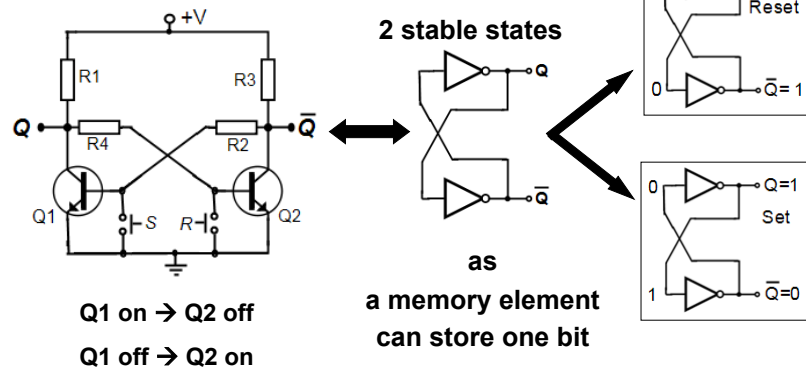 +V
R1
R3
Q
R4
R2
Q̅
Q1
S
R
Q2
Q1 on → Q2 off
Q1 off → Q2 on
2 stable states
Q
Q̅
as
a memory element
can store one bit
Reset
0
Q̅= 1
0
Q=1
Set
1
Q̅=0